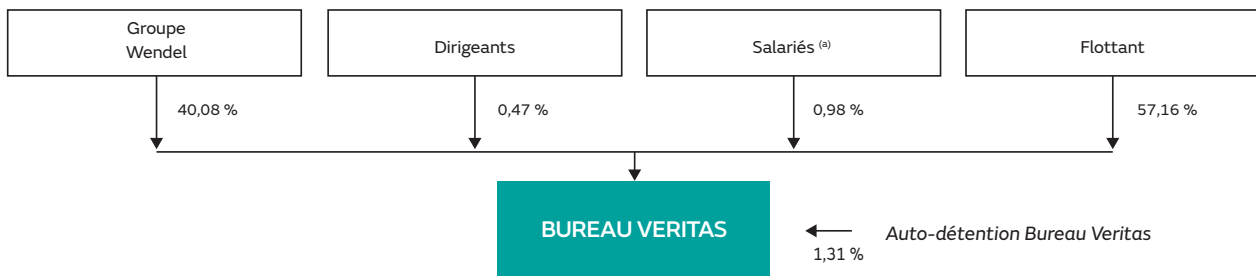 Groupe
Wendel
Dirigeants
Salariés (a)
Flottant
40,08 %
0,47 %
0,98 %
57,16 %
BUREAU VERITAS
Auto-détention Bureau Veritas
1,31 %